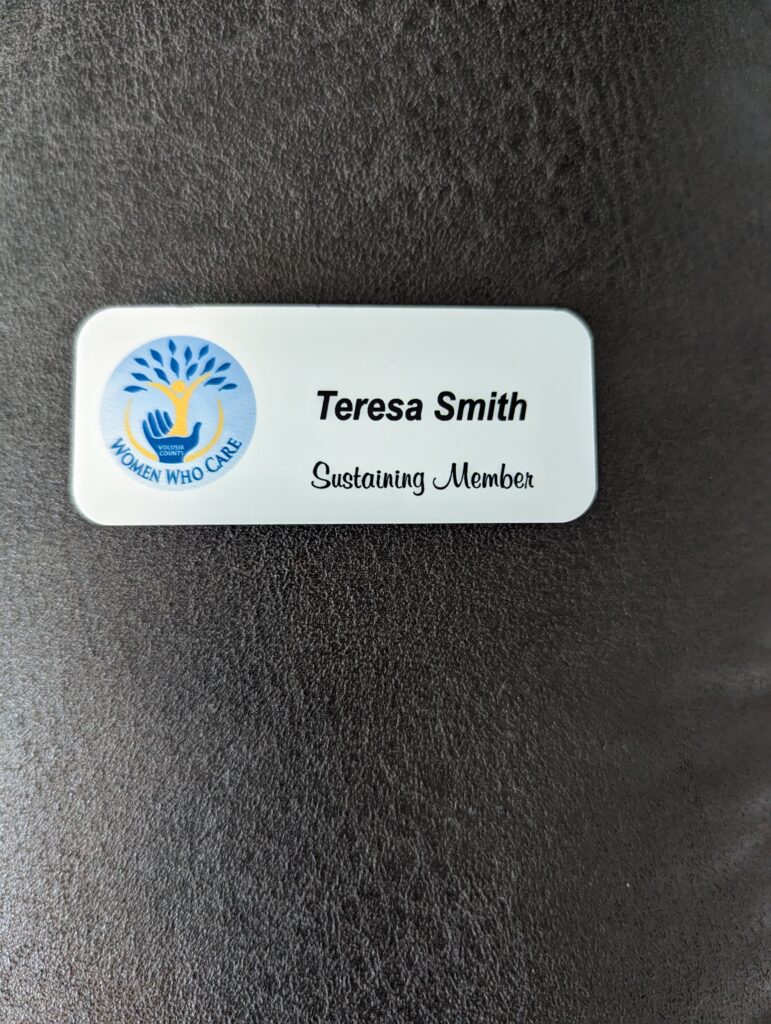 VOLUSIA
COUNTY
WOMEN WHO CARE
Teresa Smith
Sustaining Member